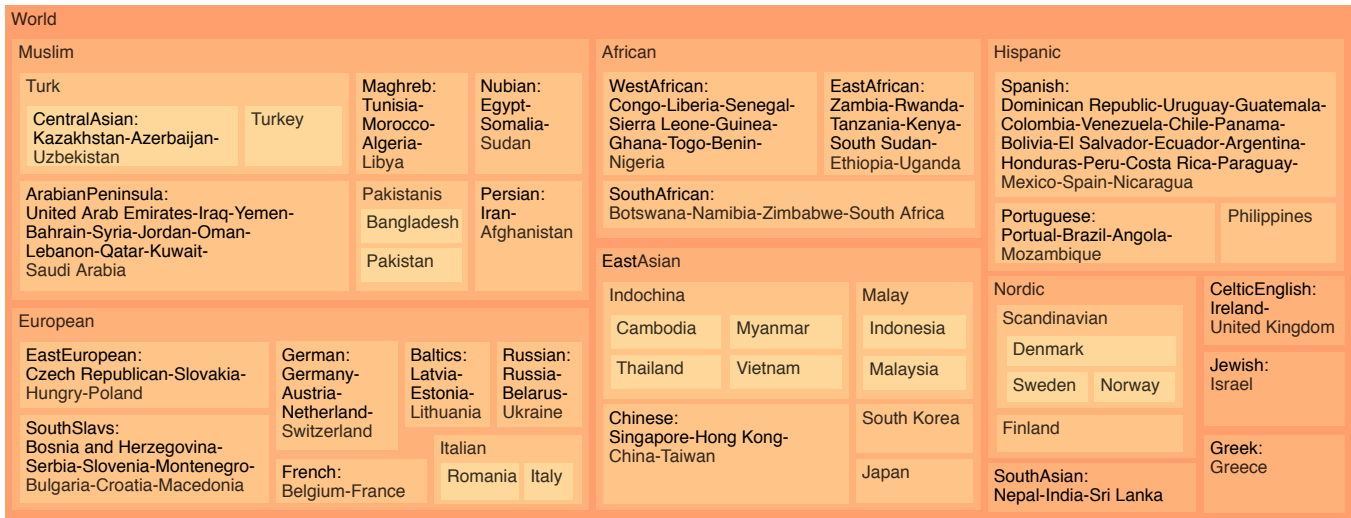 World
Muslim
Turk
CentralAsian:
Kazakhstan-Azerbaijan-
Uzbekistan
Turkey
Maghreb:
Tunisia-
Morocco-
Algeria-
Libya
Nubian:
Egypt-
Somalia-
Sudan
ArabianPeninsula:
United Arab Emirates-Iraq-Yemen-
Bahrain-Syria-Jordan-Oman-
Lebanon-Qatar-Kuwait-
Saudi Arabia
Pakistanis
Bangladesh
Pakistan
Persian:
Iran-
Afghanistan
European
EastEuropean:
Czech Republican-Slovakia-
Hungry-Poland
SouthSlavs:
Bosnia and Herzegovina-
Serbia-Slovenia-Montenegro-
Bulgaria-Croatia-Macedonia
German:
Germany-
Austria-
Netherland-
Switzerland
French:
Belgium-France
Baltics:
Latvia-
Estonia-
Lithuania
Russian:
Russia-
Belarus-
Ukraine
Italian
Romania
Italy
African
WestAfrican:
Congo-Liberia-Senegal-
Sierra Leone-Guinea-
Ghana-Togo-Benin-
Nigeria
EastAfrican:
Zambia-Rwanda-
Tanzania-Kenya-
South Sudan-
Ethiopia-Uganda
SouthAfrican:
Botswana-Namibia-Zimbabwe-South Africa
EastAsian
Indochina
Cambodia
Myanmar
Thailand
Vietnam
Malay
Indonesia
Malaysia
Chinese:
Singapore-Hong Kong-
China-Taiwan
South Korea
Japan
Hispanic
Spanish:
Dominican Republic-Uruguay-Guatemala-
Colombia-Venezuela-Chile-Panama-
Bolivia-El Salvador-Ecuador-Argentina-
Honduras-Peru-Costa Rica-Paraguay-
Mexico-Spain-Nicaragua
Portuguese:
Portual-Brazil-Angola-
Mozambique
Philippines
Nordic
Scandinavian
Denmark
Sweden
Norway
Finland
SouthAsian:
Nepal-India-Sri Lanka
CelticEnglish:
Ireland-
United Kingdom
Jewish:
Israel
Greek:
Greece